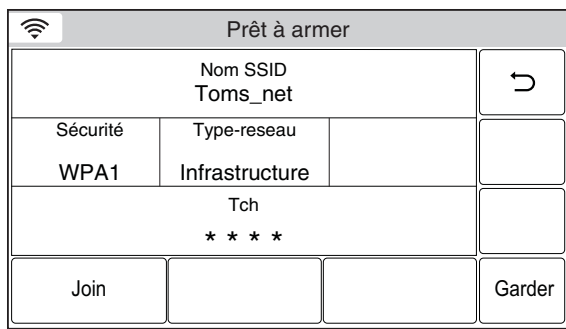 Prêt à armer
Nom SSID
Toms_net
Sécurité
Type-reseau
WPA1
Infrastructure
Tch
* * * *
Join
Garder